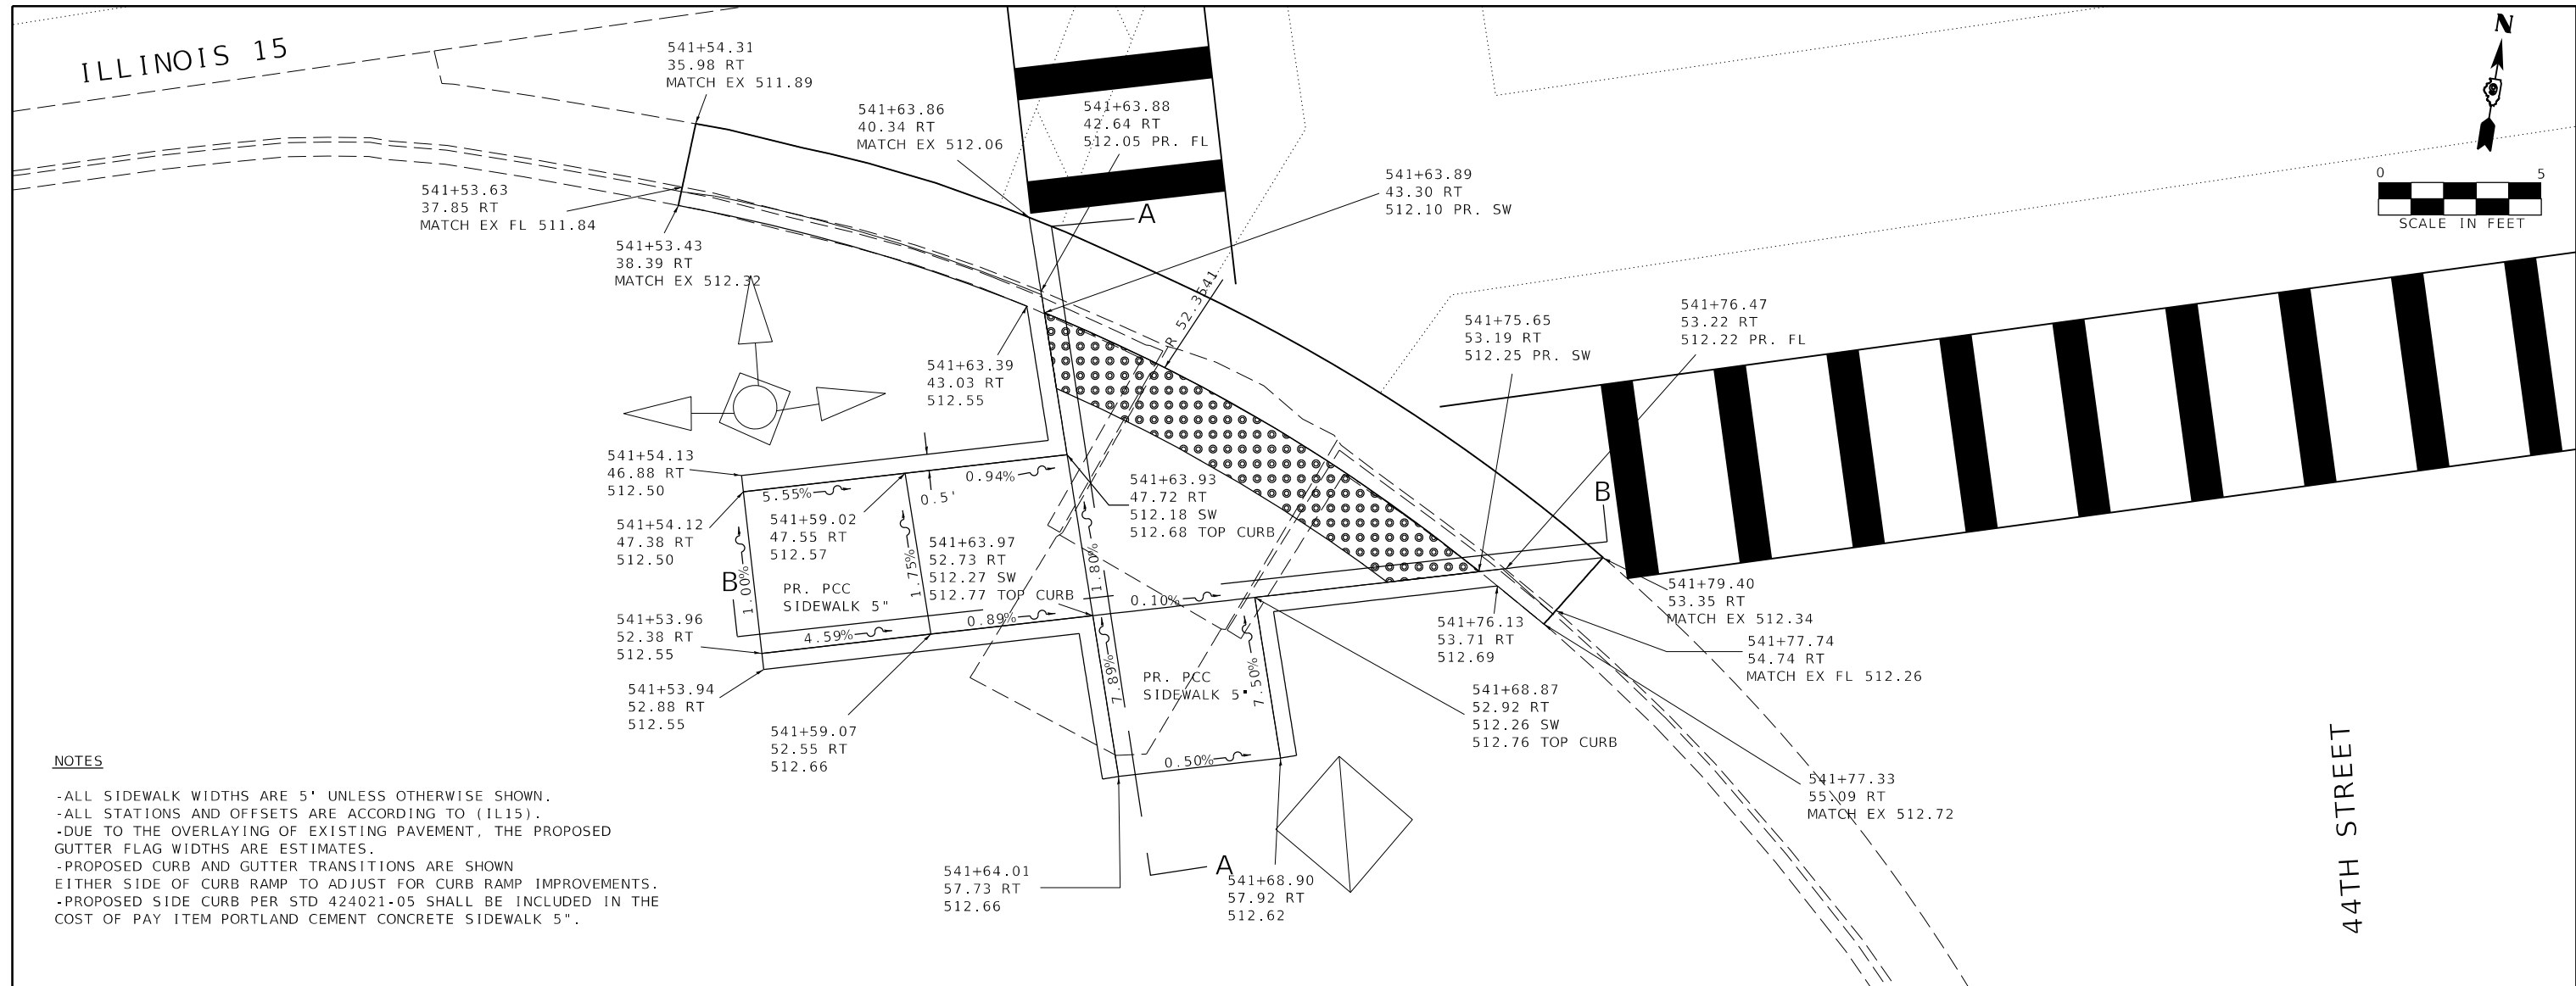 ILLINOIS 15
541+54.31
35.98 RT
MATCH EX 511.89
541+63.86
40.34 RT
MATCH EX 512.06
541+63.88
42.64 RT
512.05 PR. FL
N
0 5
SCALE IN FEET
541+53.63
37.85 RT
MATCH EX FL 511.84
541+63.89
43.30 RT
512.10 PR. SW
A
541+53.43
38.39 RT
MATCH EX 512.32
R 52.3541
541+75.65
53.19 RT
512.25 PR. SW
541+76.47
53.22 RT
512.22 PR. FL
541+63.39
43.03 RT
512.55
541+54.13
46.88 RT
512.50
5.55%
0.94%
0.5'
541+63.93
47.72 RT
512.18 SW
512.68 TOP CURB
B
541+54.12
47.38 RT
512.50
541+59.02
47.55 RT
512.57
1.75%
541+63.97
52.73 RT
512.27 SW
512.77 TOP CURB
1.80%
B
1.00%
PR. PCC
SIDEWALK 5"
0.10%
541+79.40
53.35 RT
MATCH EX 512.34
541+53.96
52.38 RT
512.55
4.59%
0.89%
541+76.13
53.71 RT
512.69
541+77.74
54.74 RT
MATCH EX FL 512.26
541+53.94
52.88 RT
512.55
7.89%
PR. PCC
SIDEWALK 5"
7.50%
541+68.87
52.92 RT
512.26 SW
512.76 TOP CURB
541+59.07
52.55 RT
512.66
0.50%
541+77.33
55.09 RT
MATCH EX 512.72
44TH STREET
541+64.01
57.73 RT
512.66
A
541+68.90
57.92 RT
512.62
NOTES
-ALL SIDEWALK WIDTHS ARE 5' UNLESS OTHERWISE SHOWN.
-ALL STATIONS AND OFFSETS ARE ACCORDING TO (IL15).
-DUE TO THE OVERLAYING OF EXISTING PAVEMENT, THE PROPOSED
GUTTER FLAG WIDTHS ARE ESTIMATES.
-PROPOSED CURB AND GUTTER TRANSITIONS ARE SHOWN
EITHER SIDE OF CURB RAMP TO ADJUST FOR CURB RAMP IMPROVEMENTS.
-PROPOSED SIDE CURB PER STD 424021-05 SHALL BE INCLUDED IN THE
COST OF PAY ITEM PORTLAND CEMENT CONCRETE SIDEWALK 5".